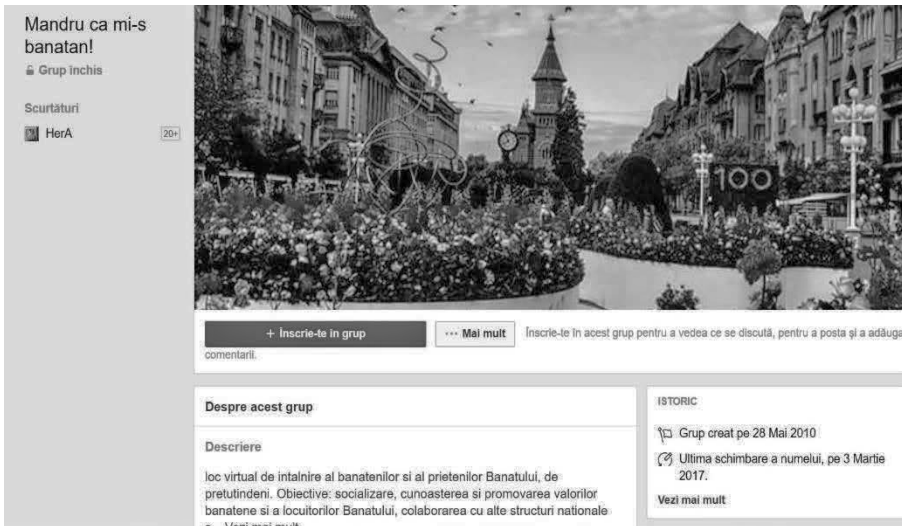 Mandru ca mi-s
banatan!
Grup închis
Scurtături
HerA
20+
100
+ Înscrie-te în grup
··· Mai mult
Înscrie-te în acest grup pentru a vedea ce se discută, pentru a posta și a adăuga
comentarii.
Despre acest grup
Descriere
loc virtual de intalnire al banatenilor si al prietenilor Banatului, de
pretutindeni. Obiective: socializare, cunoasterea si promovarea valorilor
banatene si a locuitorilor Banatului, colaborarea cu alte structuri nationale
Vezi mai mult
ISTORIC
Grup creat pe 28 Mai 2010
Ultima schimbare a numelui, pe 3 Martie
2017.
Vezi mai mult